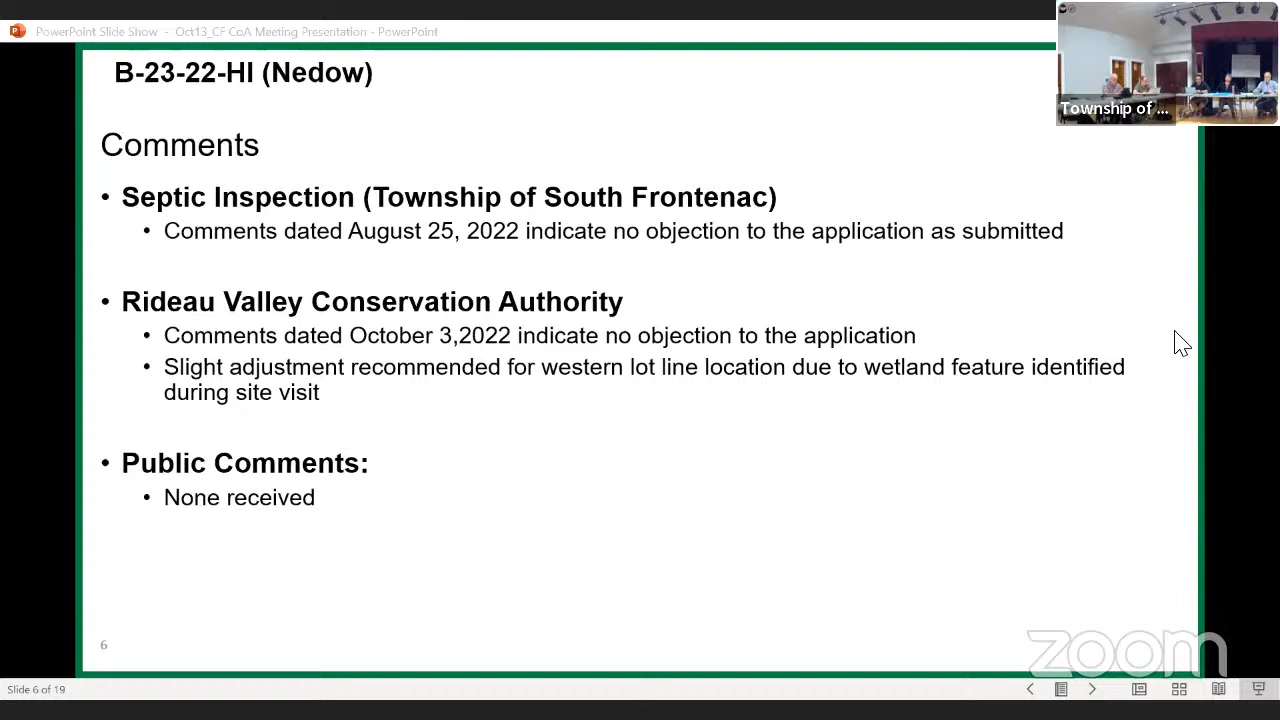 PowerPoint Slide Show - Oct13_CF CoA Meeting Presentation - PowerPoint
B-23-22-HI (Nedow)
Township of ...
Comments
• Septic Inspection (Township of South Frontenac)
• Comments dated August 25, 2022 indicate no objection to the application as submitted
• Rideau Valley Conservation Authority
• Comments dated October 3,2022 indicate no objection to the application
• Slight adjustment recommended for western lot line location due to wetland feature identified
during site visit
• Public Comments:
• None received
6
zoom
Slide 6 of 19